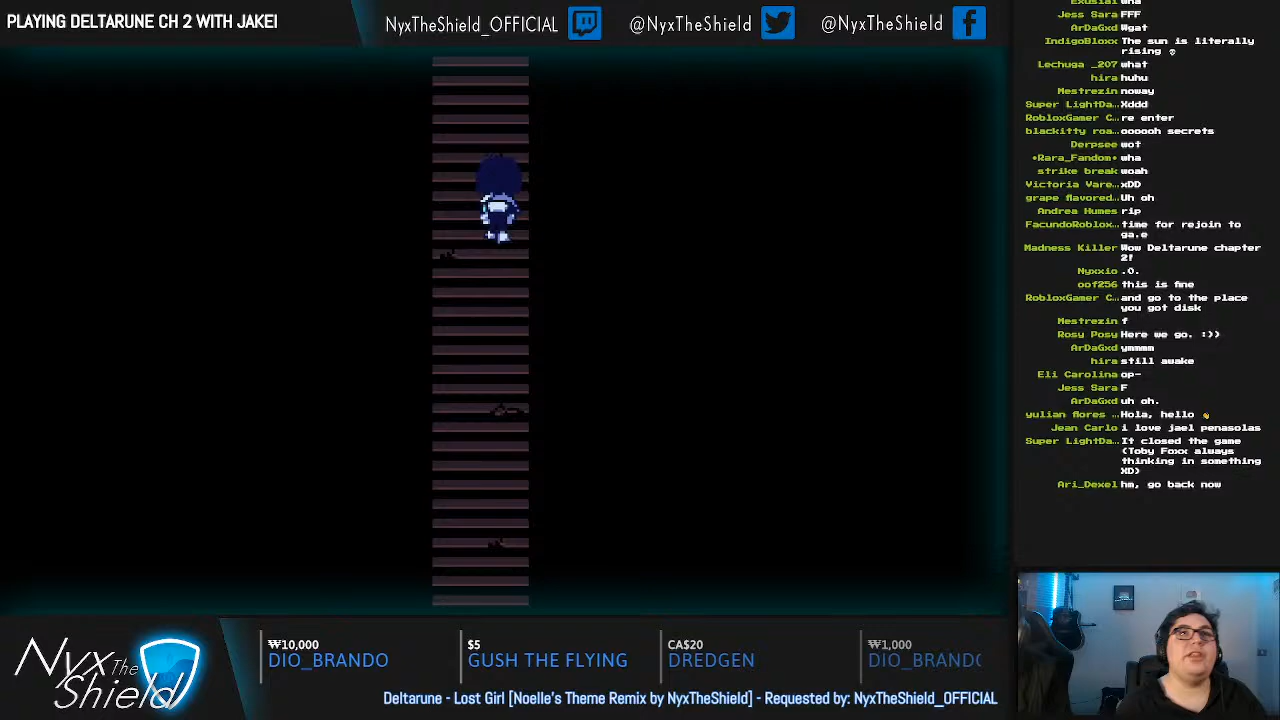 PLAYING DELTARUNE CH 2 WITH JAKEI
NyxTheShield_OFFICIAL
@NyxTheShield
@NyxTheShield
Exusiai wha
Jess Sara FFF
ArDaGxd Wgat
IndigoBloxx The sun is literally
rising
Lechuga _207 what
hira huhu
Mestrezin noway
Super LightDa… Xddd
RobloxGamer C… re enter
blackitty roa… oooooh secrets
Derpsee wot
•Rara_Fandom• wha
strike break woah
Victoria Vare… xDD
grape flavored… Uh oh
Andrea Humes rip
FacundoRoblox… time for rejoin to
ga.e
Madness Killer Wow Deltarune chapter
2!
Nyxxio .O.
oof256 this is fine
RobloxGamer C… and go to the place
you got disk
Mestrezin f
Rosy Posy Here we go. :))
ArDaGxd ymmmm
hira still awake
Eli Carolina op-
Jess Sara F
ArDaGxd uh oh.
yulian flores … Hola, hello
Jean Carlo i love jael penasolas
Super LightDa… It closed the game
(Toby Foxx always
thinking in something
XD)
Ari_Dexel hm, go back now
Nyx The Shield
₩10,000
DIO_BRANDO
$5
GUSH THE FLYING
CA$20
DREDGEN
₩1,000
DIO_BRAND
Deltarune - Lost Girl [Noelle's Theme Remix by NyxTheShield] - Requested by: NyxTheShield_OFFICIAL